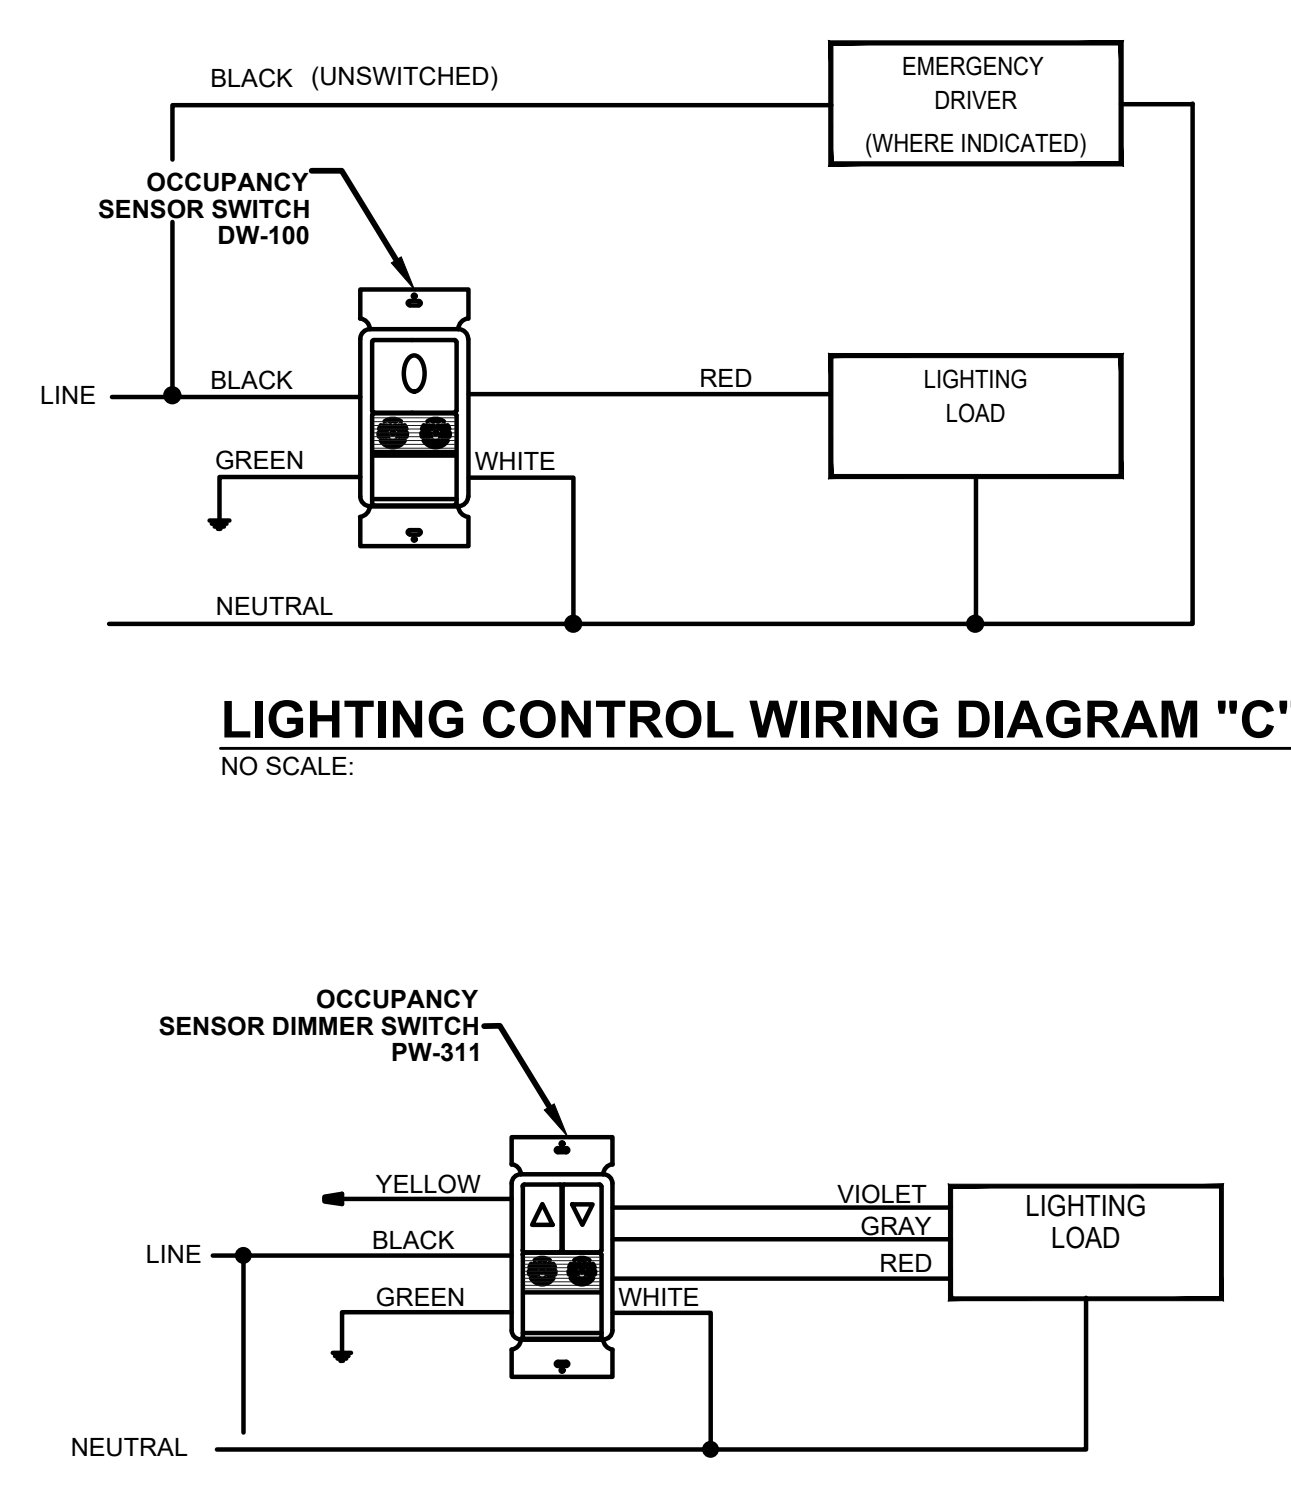 BLACK (UNSWITCHED)
EMERGENCY
DRIVER
(WHERE INDICATED)
OCCUPANCY
SENSOR SWITCH
DW-100
LINE
BLACK
RED
LIGHTING
LOAD
GREEN
WHITE
NEUTRAL
LIGHTING CONTROL WIRING DIAGRAM "C"
NO SCALE:
OCCUPANCY
SENSOR DIMMER SWITCH
PW-311
YELLOW
VIOLET
LIGHTING
LOAD
GRAY
LINE
BLACK
RED
GREEN
WHITE
NEUTRAL